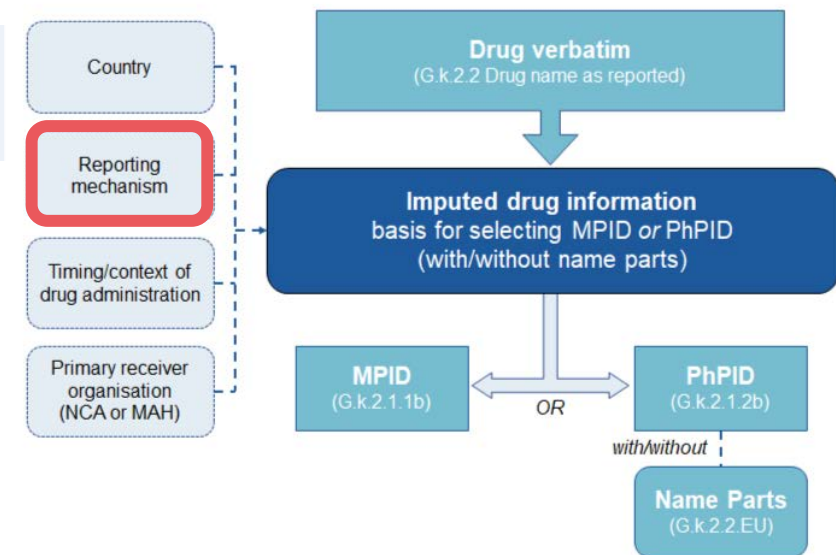 Country
Reporting
mechanism
Timing/context of
drug administration
Primary receiver
organisation
(NCA or MAH)
Drug verbatim
(G.k.2.2 Drug name as reported)
Imputed drug information
basis for selecting MPID or PhPID
(with/without name parts)
MPID
(G.k.2.1.1b)
OR
PhPID
(G.k.2.1.2b)
with/without
Name Parts
(G.k.2.2.EU)